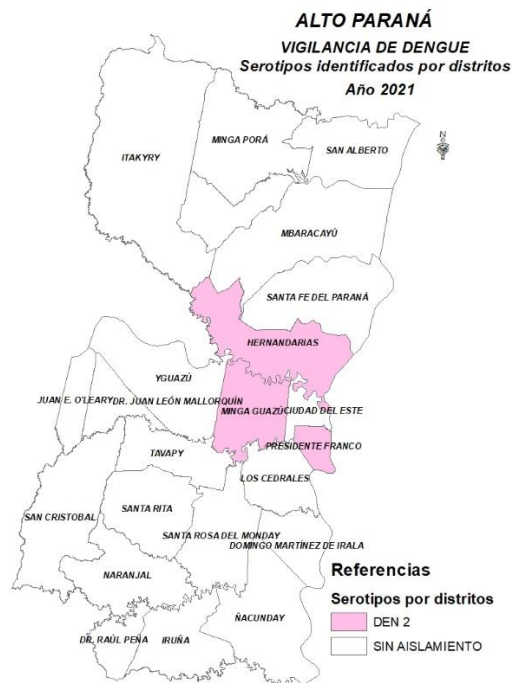 ALTO PARANÁ
VIGILANCIA DE DENGUE
Serotipos identificados por distritos
Año 2021
N
MINGA PORÁ
SAN ALBERTO
ITAKYRY
MBARACAYÚ
SANTA FE DEL PARANÁ
HERNANDARIAS
YGUAZÚ
JUAN E. O'LEARY
DR. JUAN LEÓN MALLORQUÍN
MINGA GUAZÚ
CIUDAD DEL ESTE
PRESIDENTE FRANCO
TAVAPY
LOS CEDRALES
SANTA RITA
SAN CRISTOBAL
SANTA ROSA DEL MONDAY
DOMINGO MARTÍNEZ DE IRALA
NARANJAL
ÑACUNDAY
DR. RAÚL PEÑA
IRUÑA
Referencias
Serotipos por distritos
DEN 2
SIN AISLAMIENTO